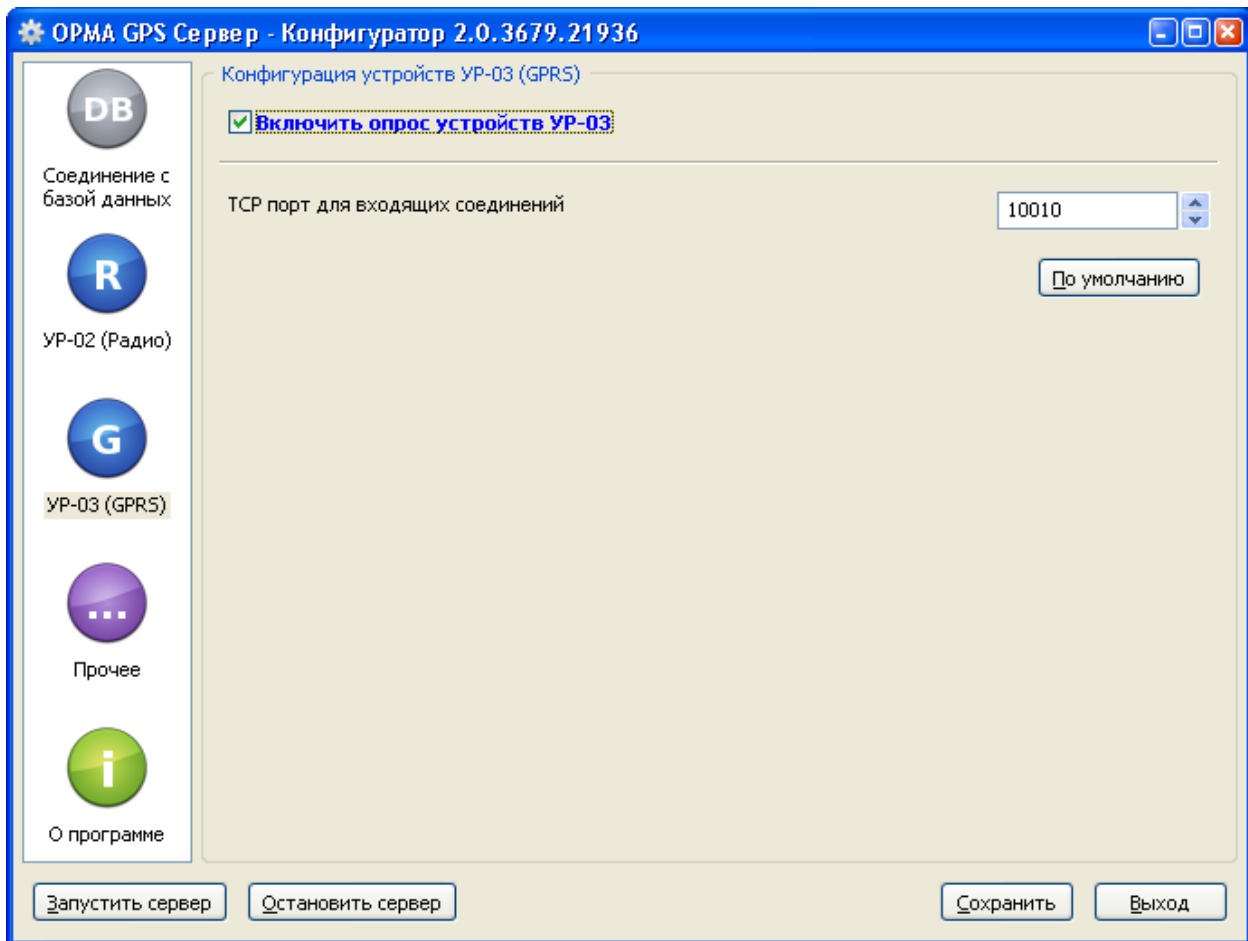 ОРМА GPS Сервер - Конфигуратор 2.0.3679.21936
DB
Соединение с
базой данных
R
УР-02 (Радио)
G
УР-03 (GPRS)
...
Прочее
i
О программе
Конфигурация устройств УР-03 (GPRS)
Включить опрос устройств УР-03
TCP порт для входящих соединений
10010
По умолчанию
Запустить сервер
Остановить сервер
Сохранить
Выход